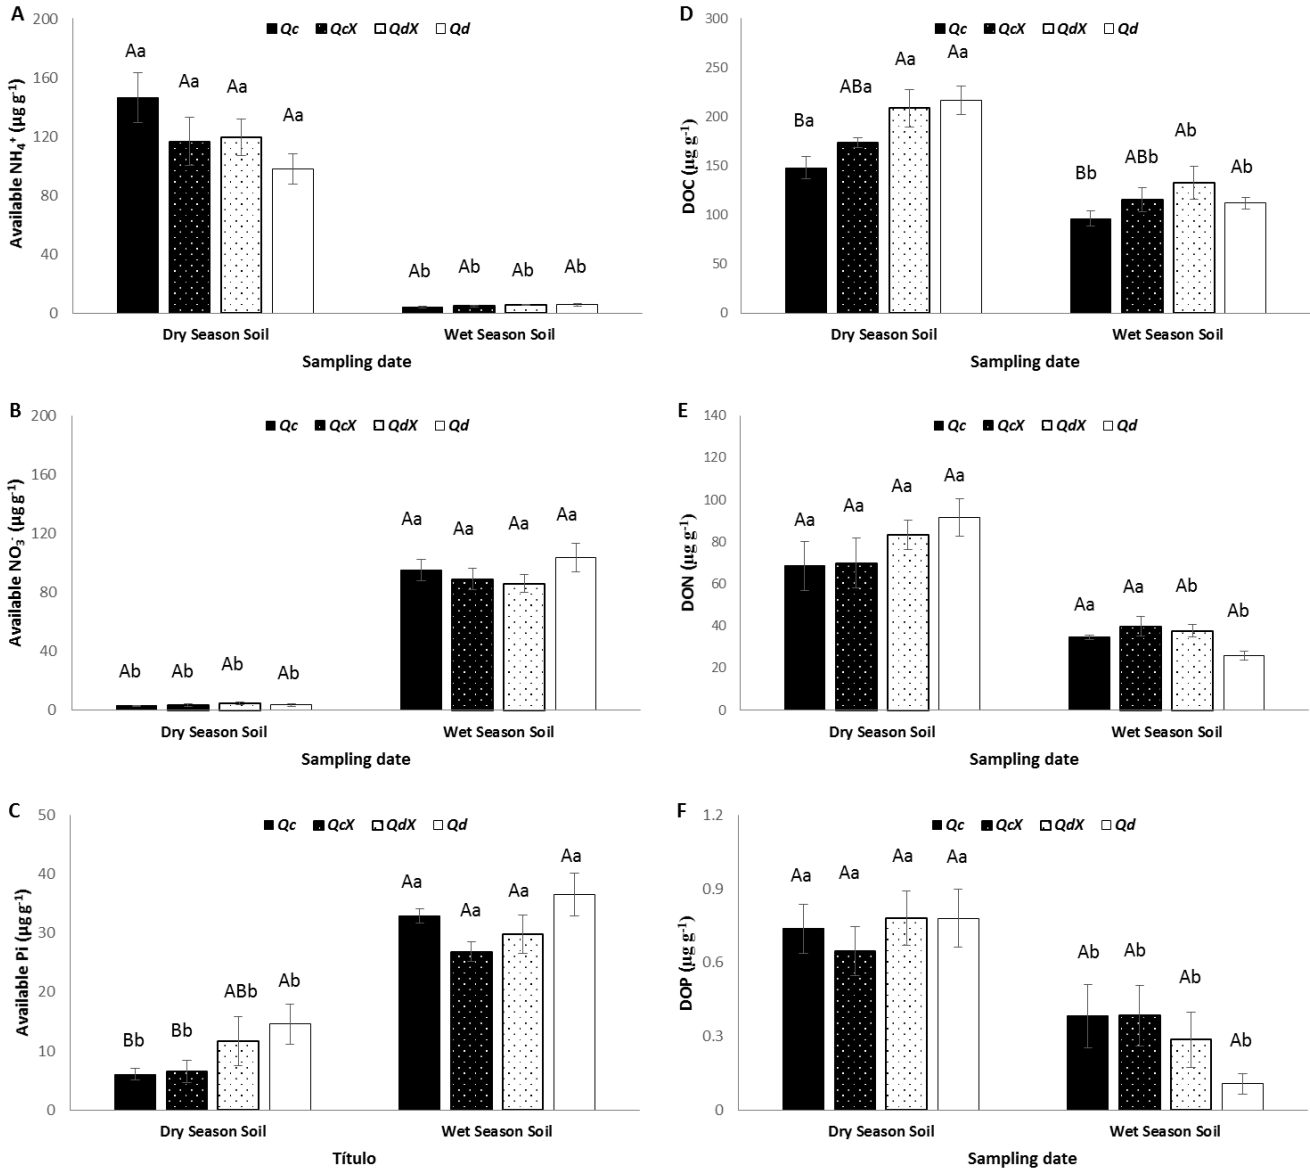 A
Available NH₄⁺ (µg g⁻¹)
200
160
120
80
40
0
Qc QcX QdX Qd
Aa Aa Aa Aa
Ab Ab Ab Ab
Dry Season Soil Wet Season Soil
Sampling date
D
DOC (µg g⁻¹)
300
250
200
150
100
50
0
Qc QcX QdX Qd
Ba ABa Aa Aa
Bb ABb Ab Ab
Dry Season Soil Wet Season Soil
Sampling date
B
Available NO₃⁻ (µg g⁻¹)
200
160
120
80
40
0
Qc QcX QdX Qd
Ab Ab Ab Ab
Aa Aa Aa Aa
Dry Season Soil Wet Season Soil
Sampling date
E
DON (µg g⁻¹)
140
120
100
80
60
40
20
0
Qc QcX QdX Qd
Aa Aa Aa Aa
Aa Aa Ab Ab
Dry Season Soil Wet Season Soil
Sampling date
C
Available Pi (µg g⁻¹)
50
40
30
20
10
0
Qc QcX QdX Qd
Bb Bb ABb Ab
Aa Aa Aa Aa
Dry Season Soil Wet Season Soil
Título
F
DOP (µg g⁻¹)
1.2
0.9
0.6
0.3
0
Qc QcX QdX Qd
Aa Aa Aa Aa
Ab Ab Ab Ab
Dry Season Soil Wet Season Soil
Sampling date